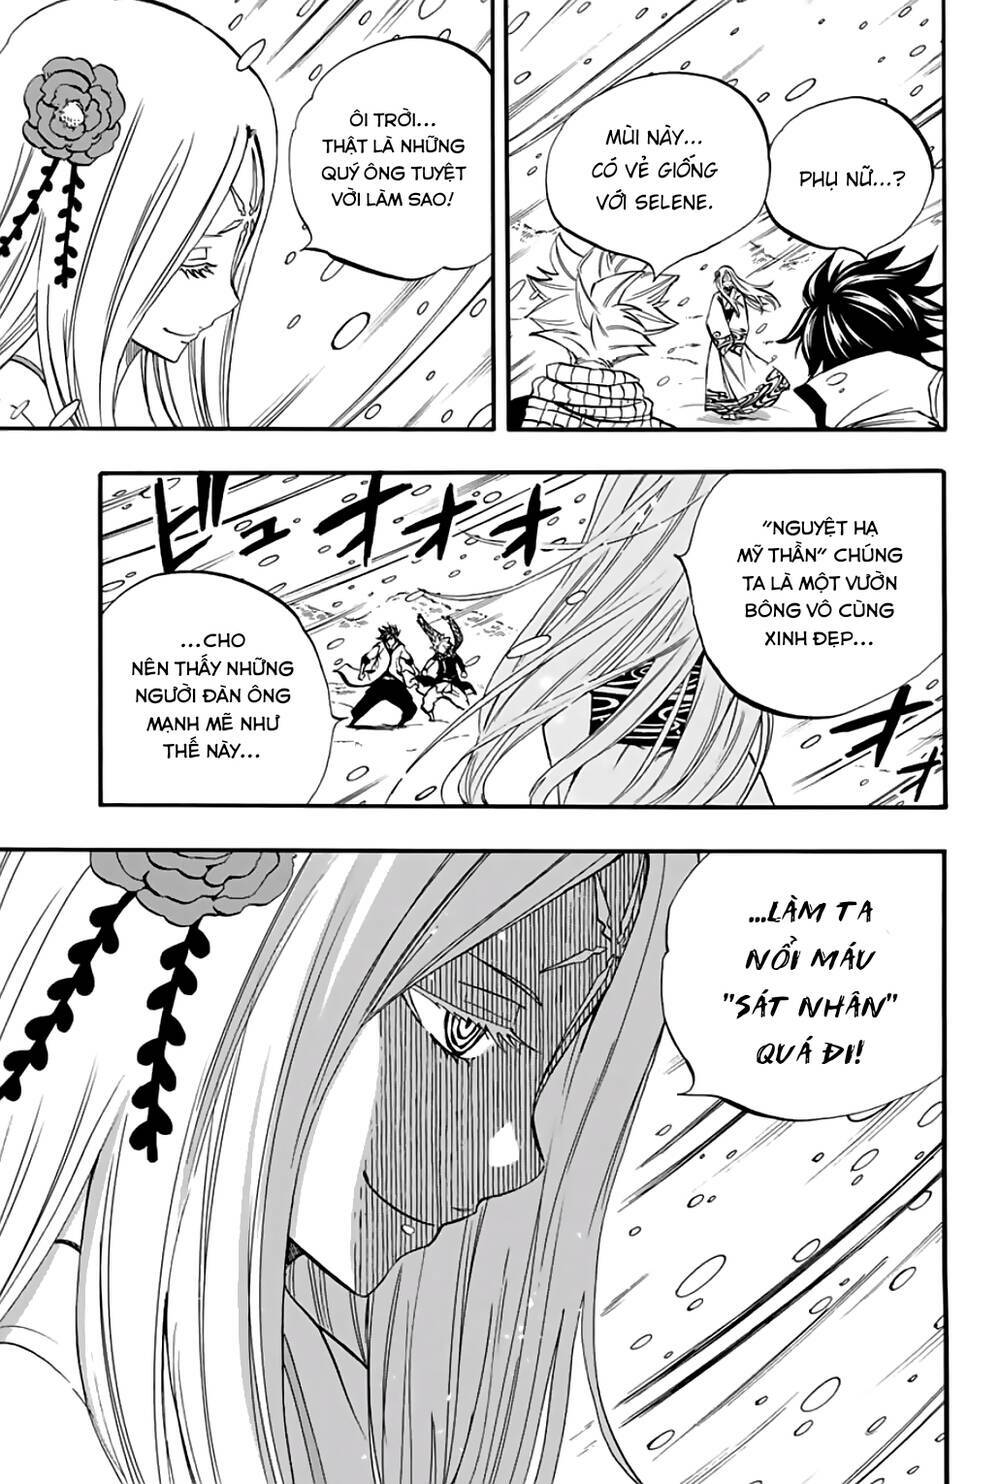 PHỤ NỮ...?
MÙI NÀY...
CÓ VẺ GIỐNG
VỚI SELENE.
ÔI TRỜI...
THẬT LÀ NHỮNG
QUÝ ÔNG TUYỆT
VỜI LÀM SAO!
"NGUYỆT HẠ
MỸ THẦN" CHÚNG
TA LÀ MỘT VƯỜN
BÔNG VÔ CÙNG
XINH ĐẸP...
ビュオオオ
オオオ
...CHO
NÊN THẤY NHỮNG
NGƯỜI ĐÀN ÔNG
MẠNH MẼ NHƯ
THẾ NÀY...
...LÀM TA
NỔI MÁU
"SÁT NHÂN"
QUÁ ĐI!